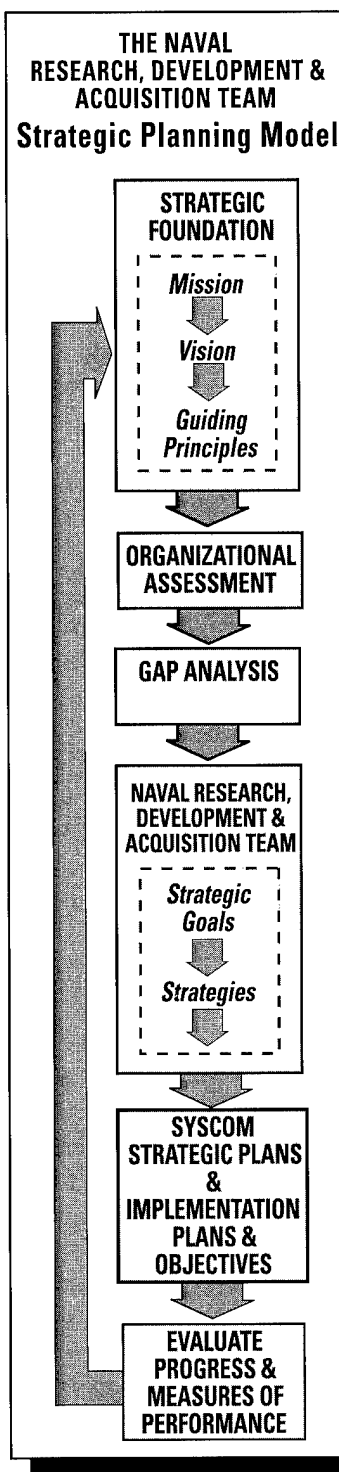 THE NAVAL
RESEARCH, DEVELOPMENT &
ACQUISITION TEAM
Strategic Planning Model
STRATEGIC
FOUNDATION
Mission
Vision
Guiding
Principles
ORGANIZATIONAL
ASSESSMENT
GAP ANALYSIS
NAVAL RESEARCH,
DEVELOPMENT &
ACQUISITION TEAM
Strategic
Goals
Strategies
SYSCOM
STRATEGIC PLANS
&
IMPLEMENTATION
PLANS &
OBJECTIVES
EVALUATE
PROGRESS &
MEASURES OF
PERFORMANCE